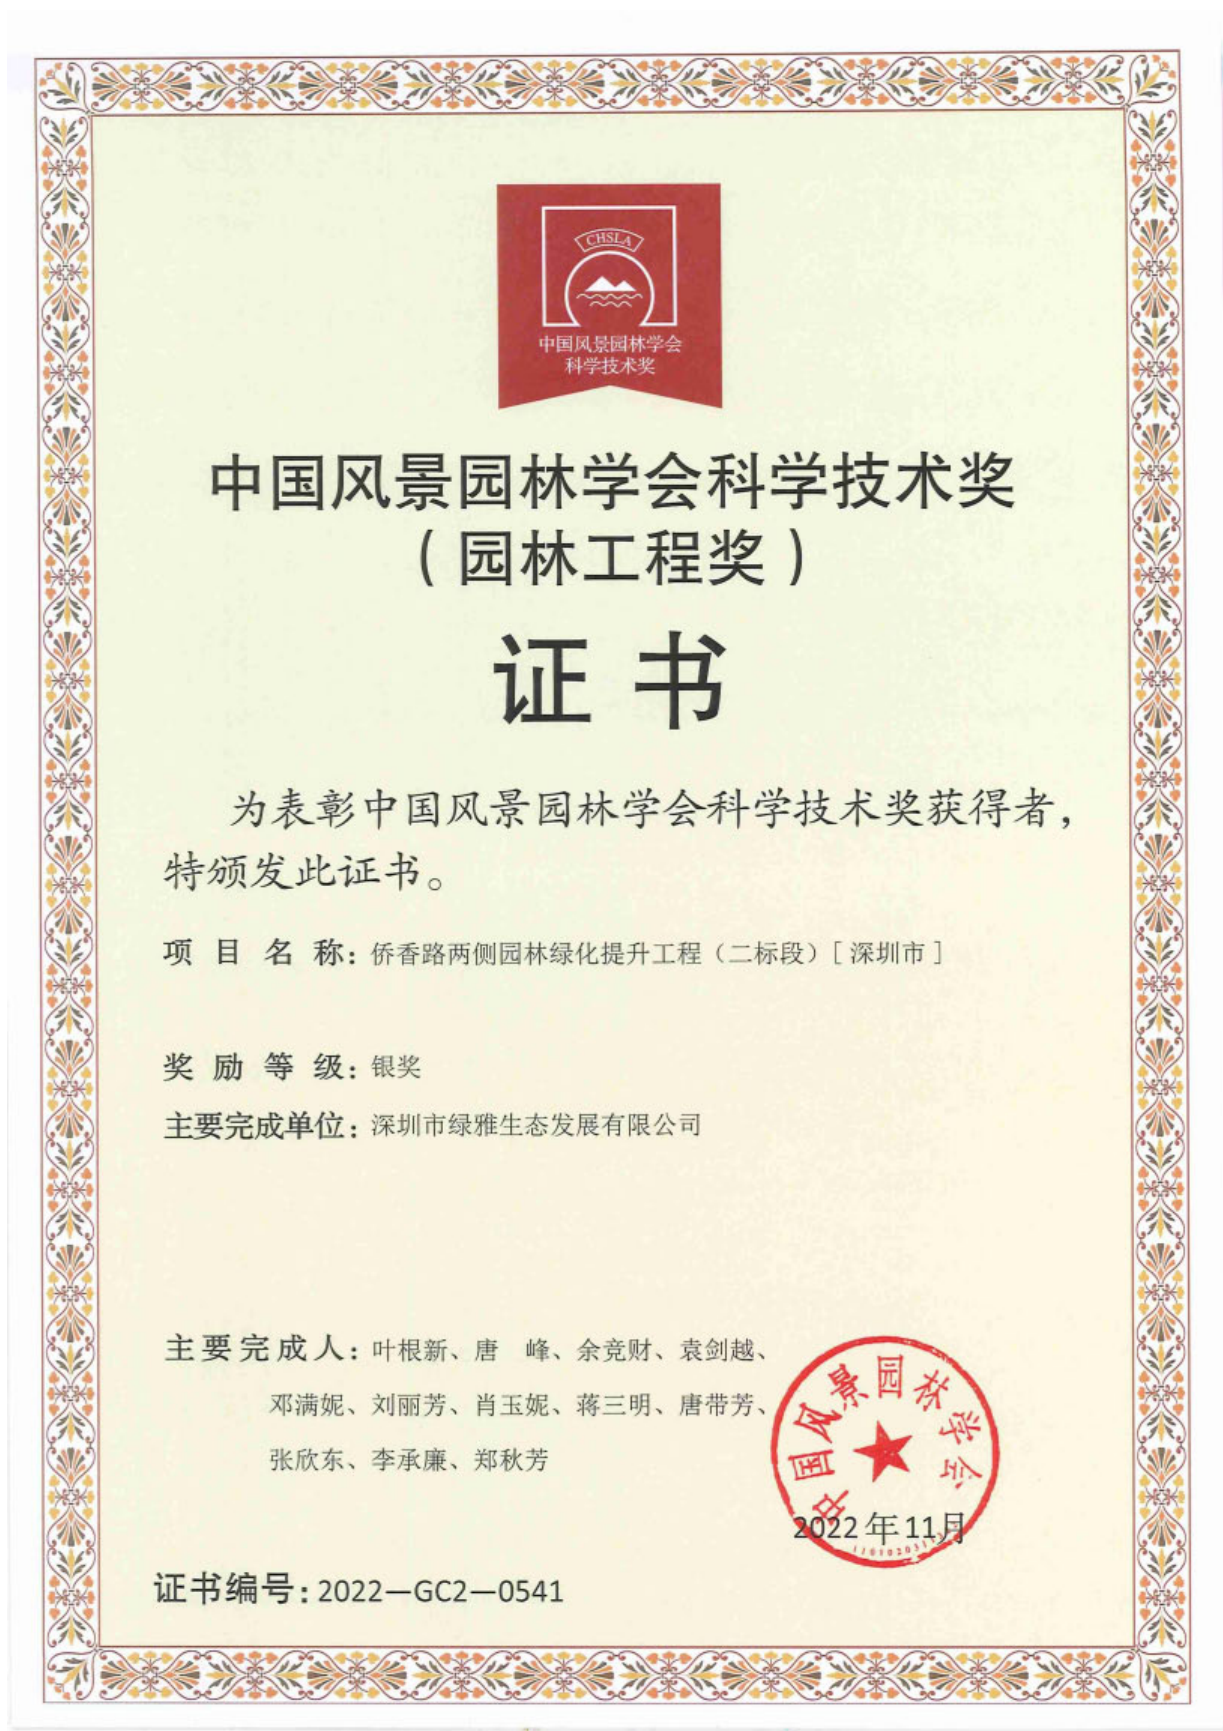 CHSLA
中国风景园林学会
科学技术奖
中国风景园林学会科学技术奖
（园林工程奖）
证书
为表彰中国风景园林学会科学技术奖获得者，
特颁发此证书。
项目名称：侨香路两侧园林绿化提升工程（二标段）[深圳市]
奖励等级：银奖
主要完成单位：深圳市绿雅生态发展有限公司
主要完成人：叶根新、唐　峰、余竞财、袁剑越、
邓满妮、刘丽芳、肖玉妮、蒋三明、唐带芳、
张欣东、李承廉、郑秋芳
中国风景园林学会
2022年11月
证书编号：2022—GC2—0541